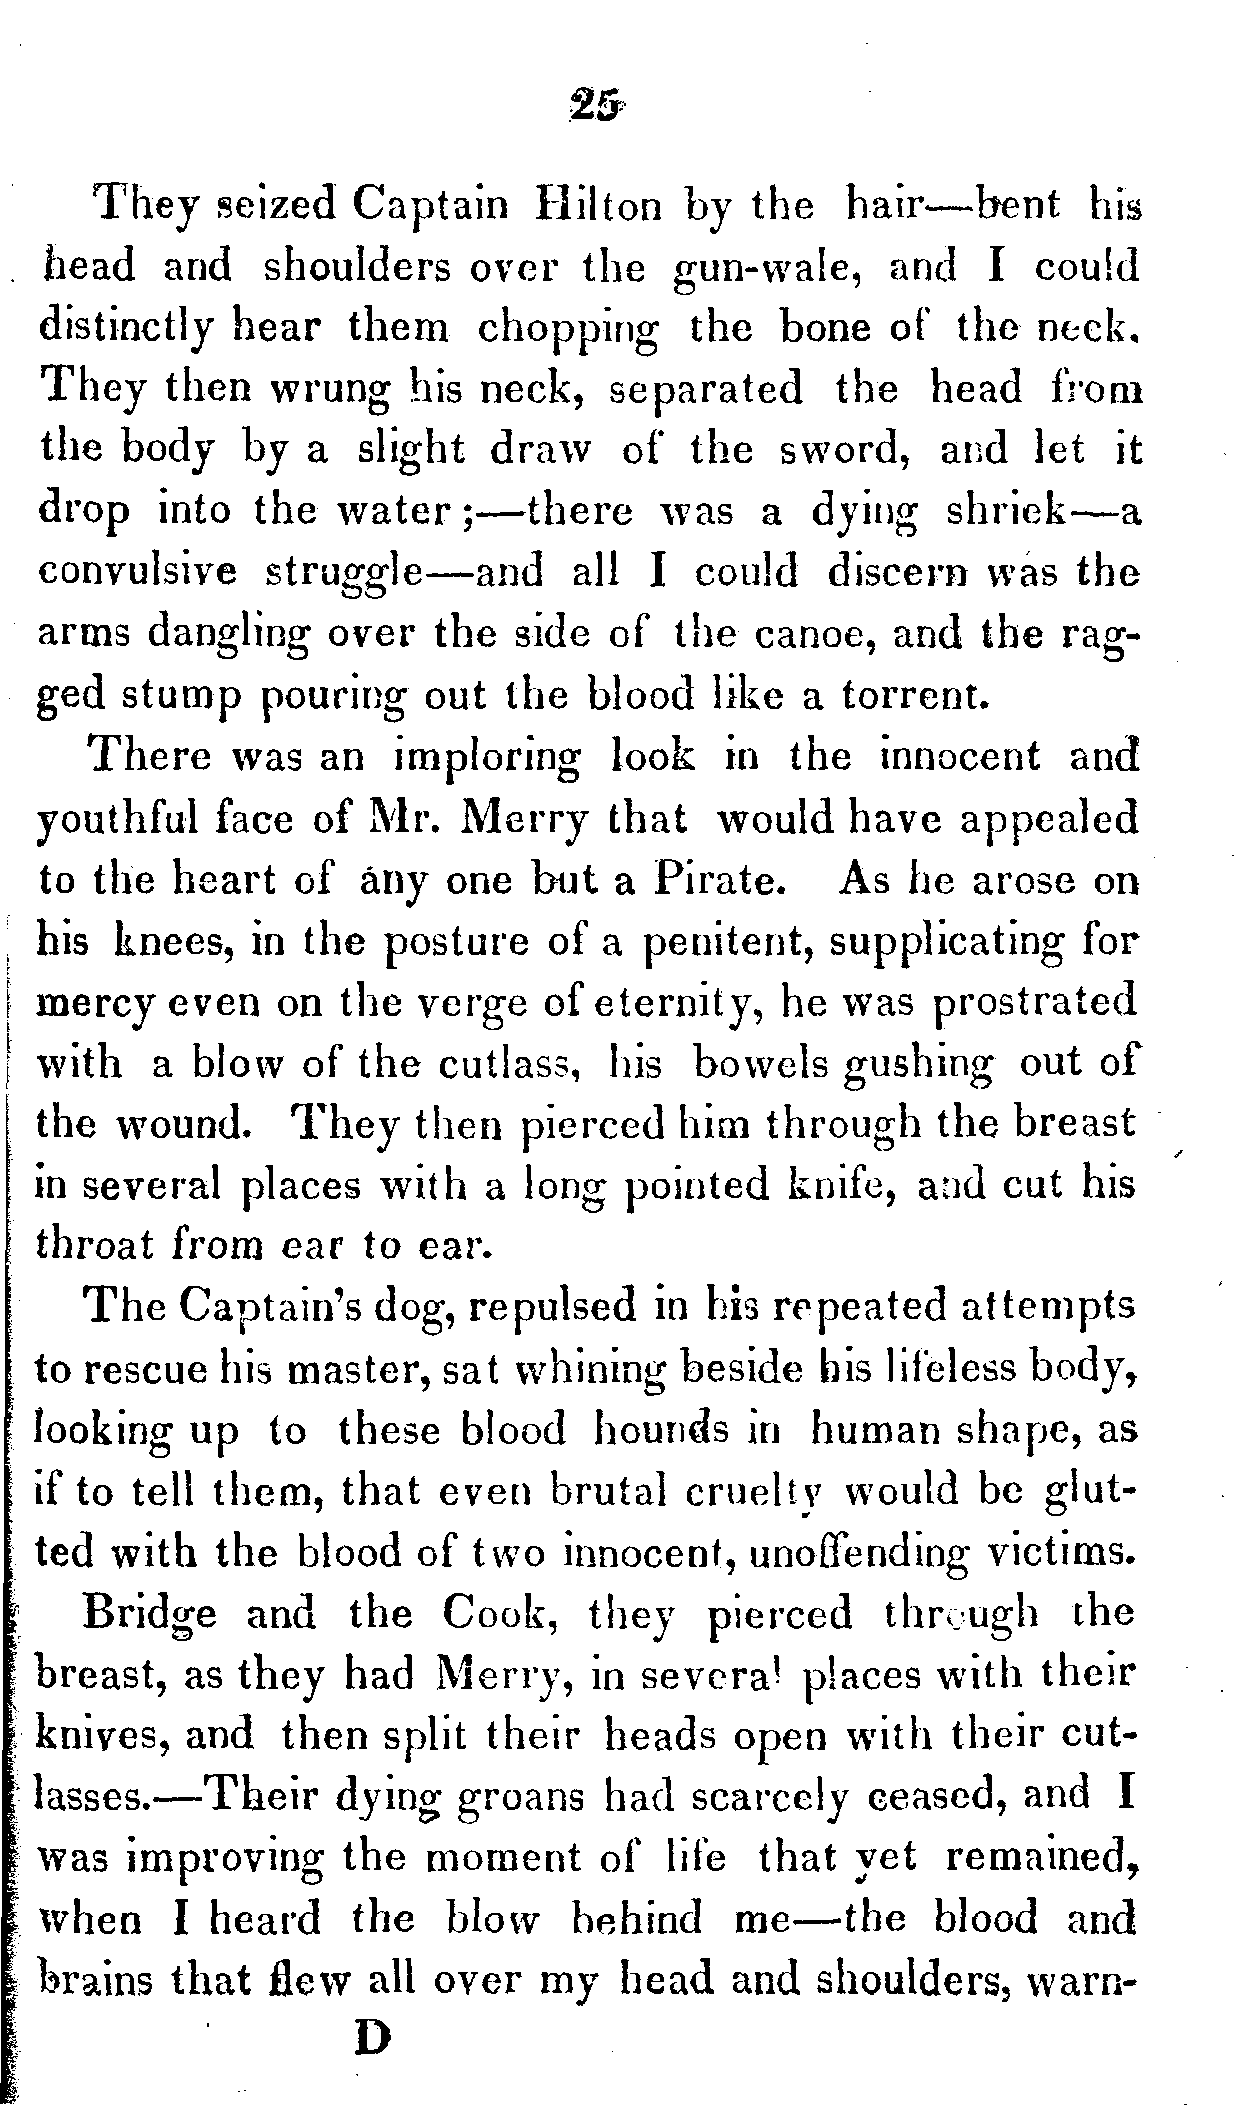 25
They seized Captain Hilton by the hair—bent his
head and shoulders over the gun-wale, and I could
distinctly hear them chopping the bone of the neck.
They then wrung his neck, separated the head from
the body by a slight draw of the sword, and let it
drop into the water;—there was a dying shriek—a
convulsive struggle—and all I could discern was the
arms dangling over the side of the canoe, and the rag-
ged stump pouring out the blood like a torrent.
There was an imploring look in the innocent and
youthful face of Mr. Merry that would have appealed
to the heart of any one but a Pirate. As he arose on
his knees, in the posture of a penitent, supplicating for
mercy even on the verge of eternity, he was prostrated
with a blow of the cutlass, his bowels gushing out of
the wound. They then pierced him through the breast
in several places with a long pointed knife, and cut his
throat from ear to ear.
The Captain's dog, repulsed in his repeated attempts
to rescue his master, sat whining beside his lifeless body,
looking up to these blood hounds in human shape, as
if to tell them, that even brutal cruelty would be glut-
ted with the blood of two innocent, unoffending victims.
Bridge and the Cook, they pierced through the
breast, as they had Merry, in several places with their
knives, and then split their heads open with their cut-
lasses.—Their dying groans had scarcely ceased, and I
was improving the moment of life that yet remained,
when I heard the blow behind me—the blood and
brains that flew all over my head and shoulders, warn-
D